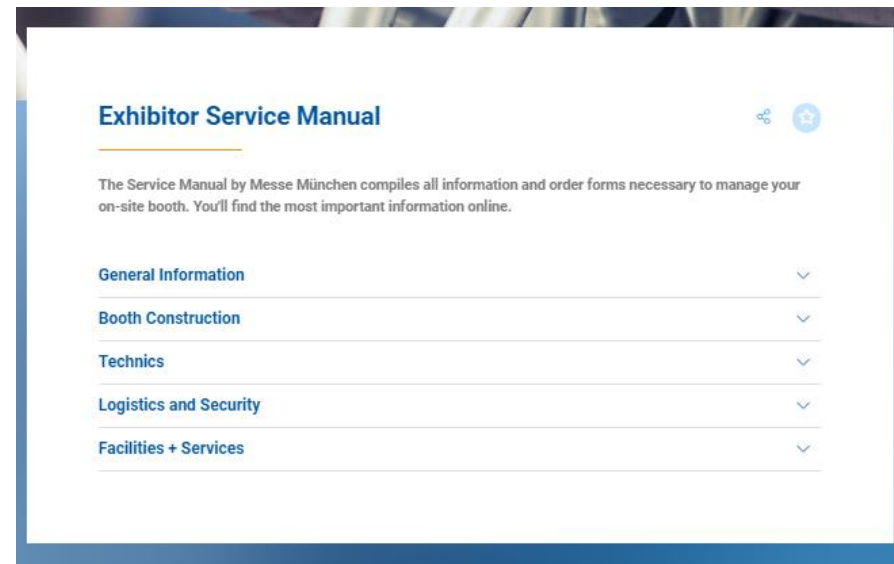 Exhibitor Service Manual
The Service Manual by Messe München compiles all information and order forms necessary to manage your
on-site booth. You'll find the most important information online.
General Information
Booth Construction
Technics
Logistics and Security
Facilities + Services